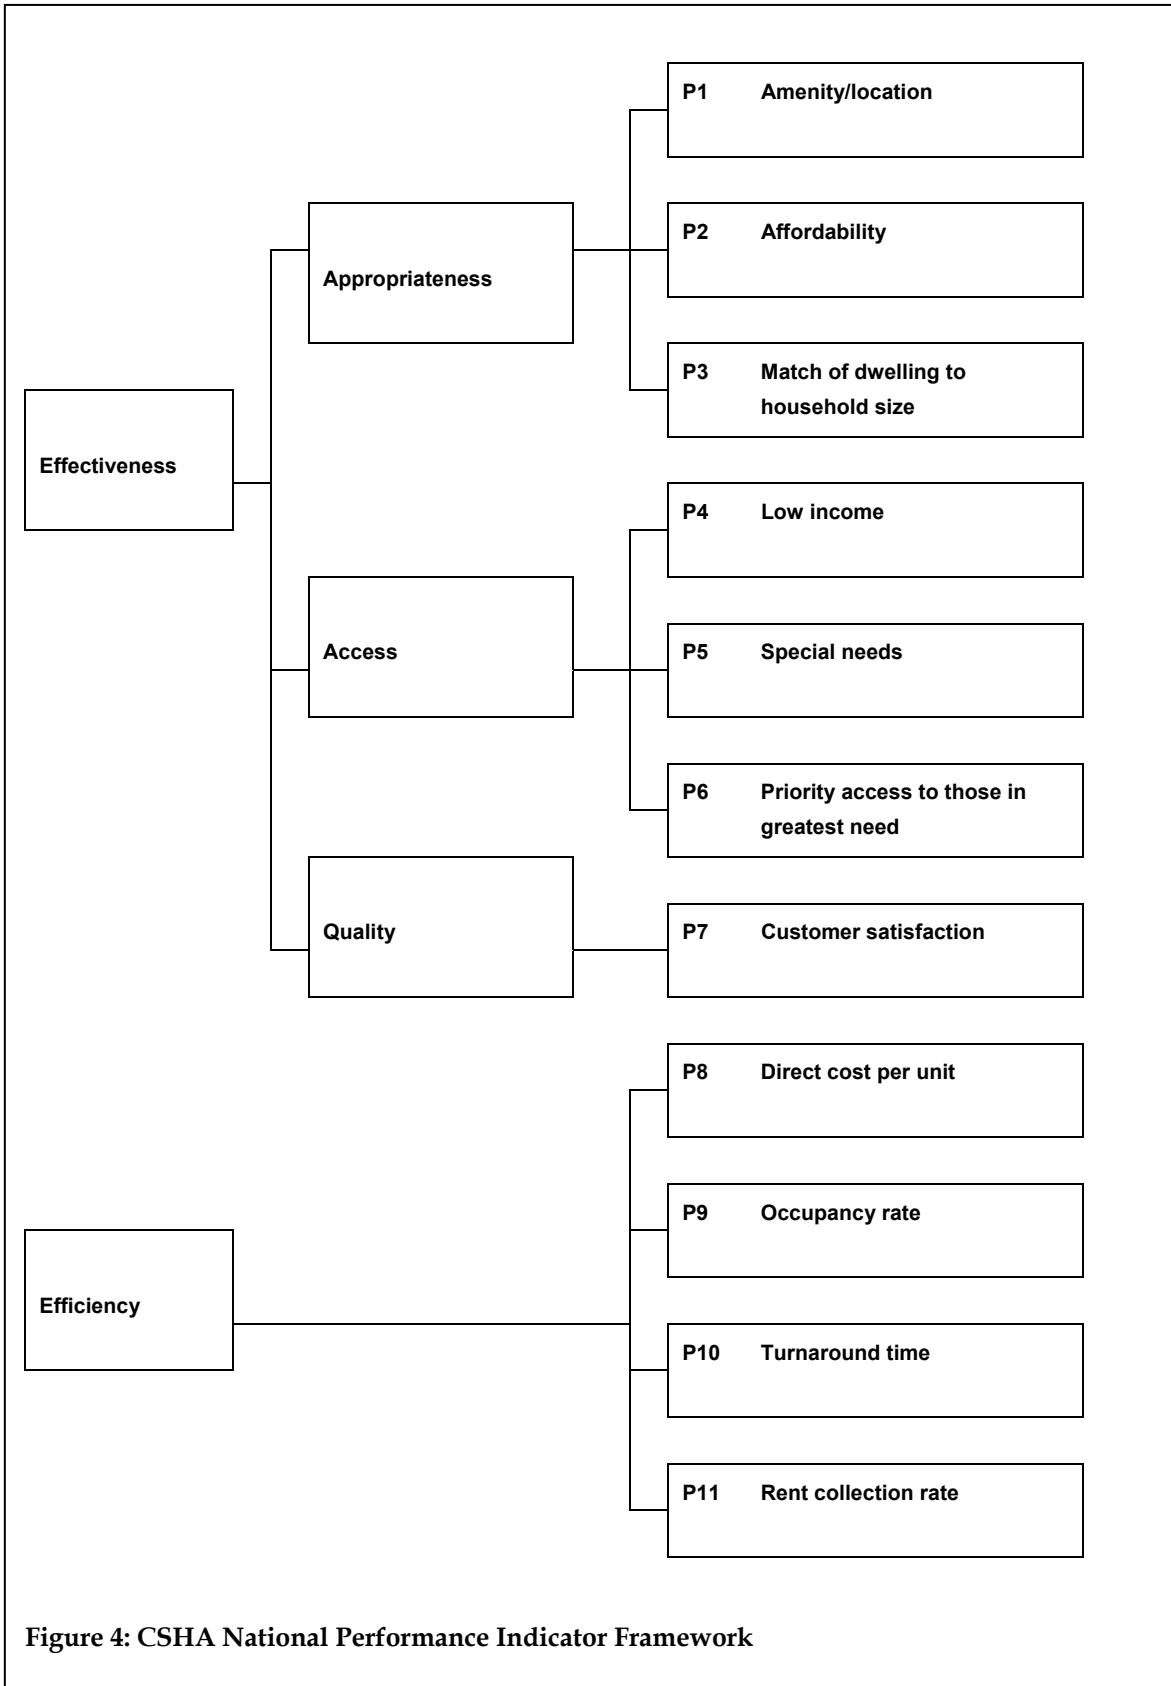 P1 Amenity/location
P2 Affordability
Appropriateness
P3 Match of dwelling to
household size
Effectiveness
P4 Low income
Access
P5 Special needs
P6 Priority access to those in
greatest need
Quality
P7 Customer satisfaction
P8 Direct cost per unit
P9 Occupancy rate
Efficiency
P10 Turnaround time
P11 Rent collection rate
Figure 4: CSHA National Performance Indicator Framework